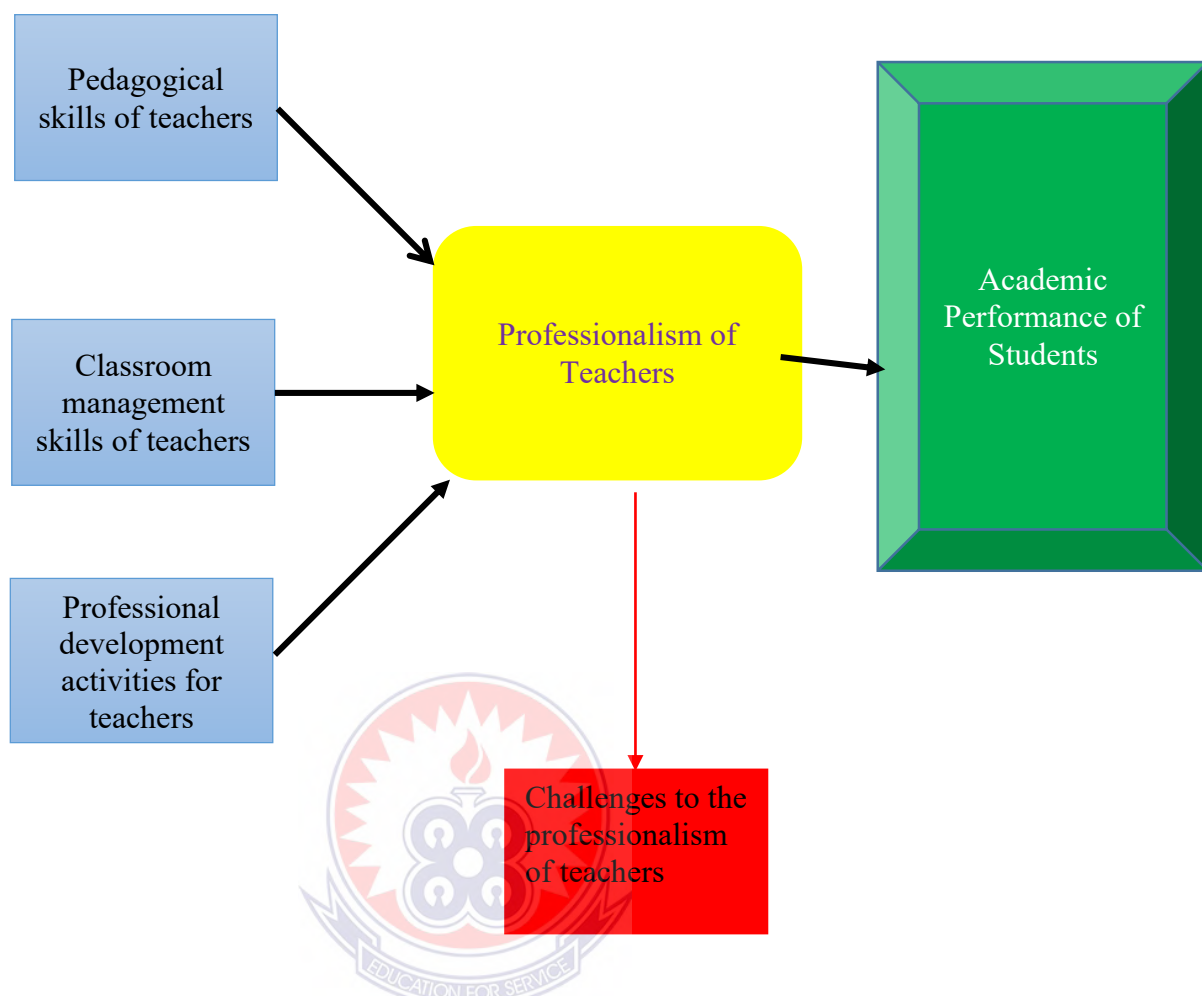 Pedagogical
skills of teachers
Classroom
management
skills of teachers
Professional
development
activities for
teachers
Professionalism of
Teachers
Academic
Performance of
Students
Challenges to the
professionalism
of teachers
EDUCATION FOR SERVICE